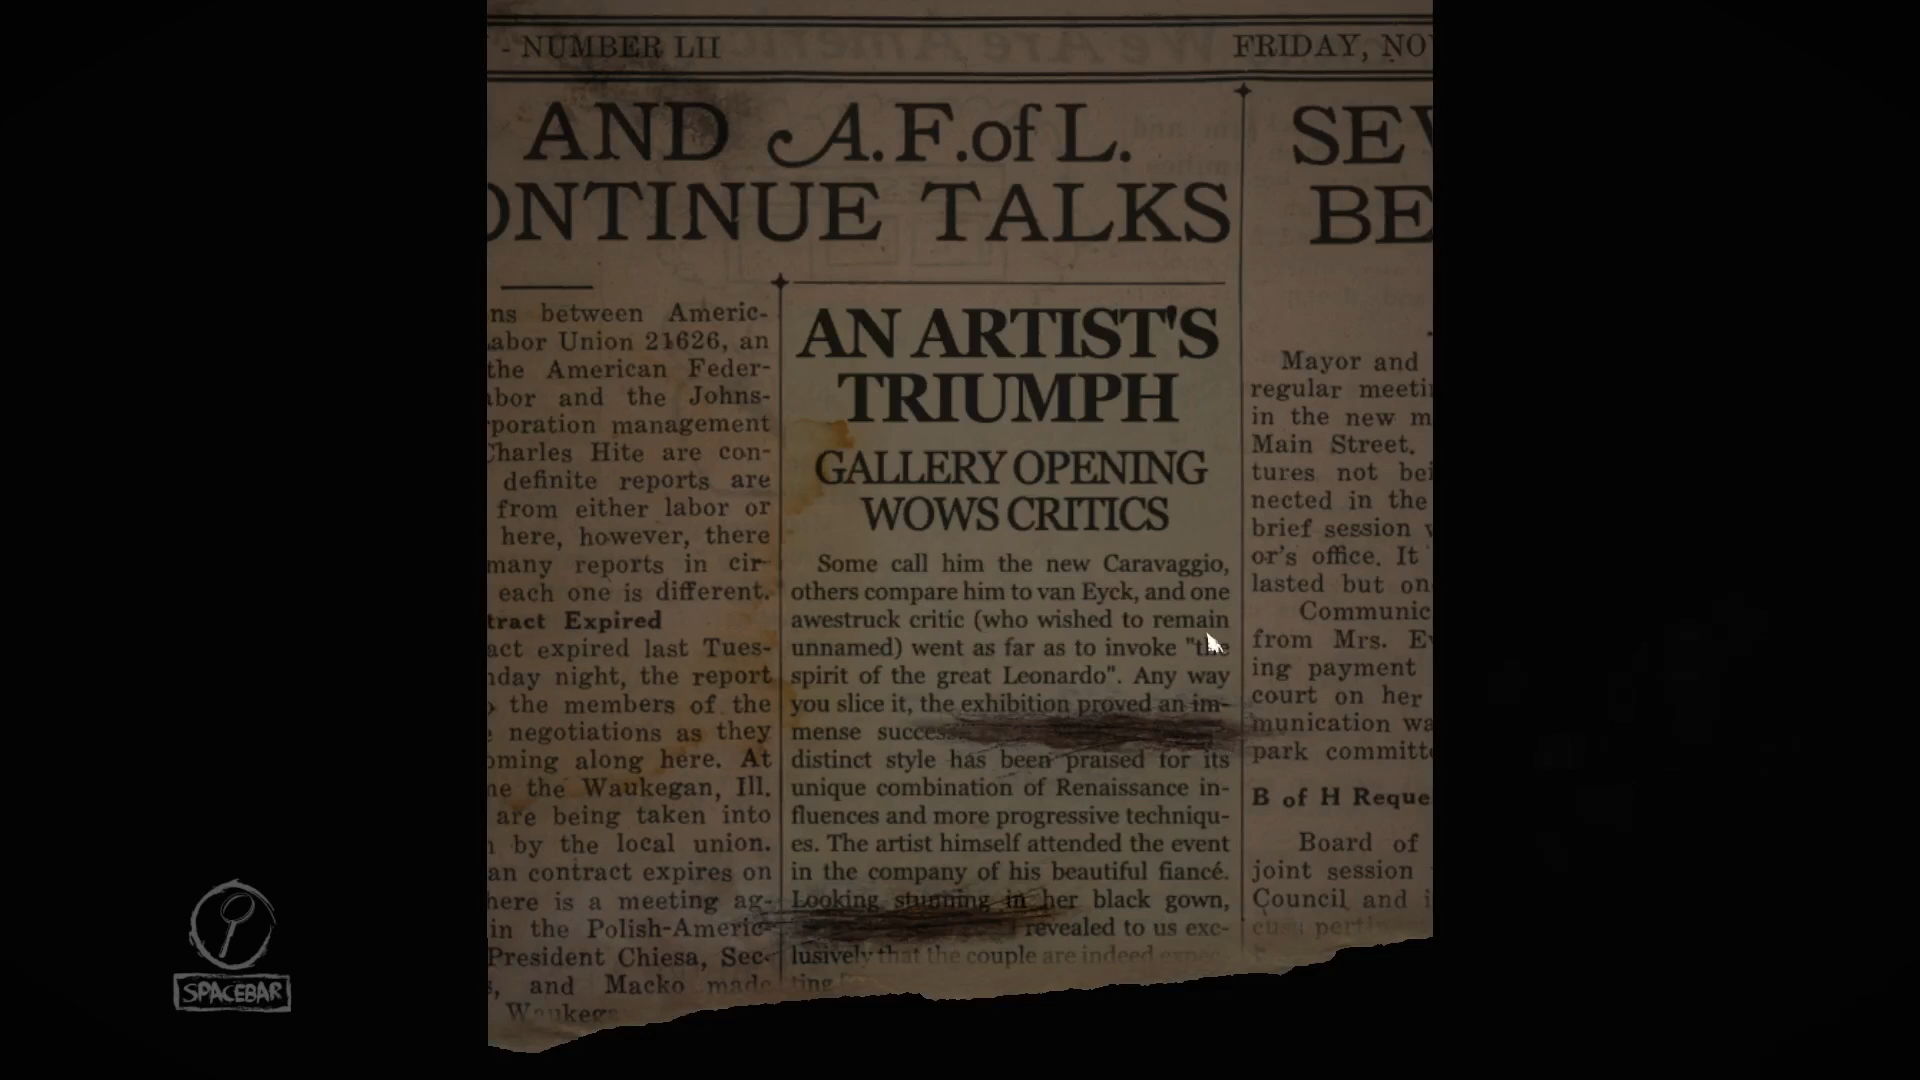 - NUMBER LII
FRIDAY, NO
AND A.F.of L.
ONTINUE TALKS
SEV
BE
ns between Americ-
abor Union 21626, an
the American Feder-
abor and the Johns-
rporation management
Charles Hite are con-
definite reports are
from either labor or
here, however, there
many reports in cir-
each one is different.
tract Expired
act expired last Tues-
day night, the report
the members of the
negotiations as they
oming along here. At
ne the Waukegan, Ill.
are being taken into
by the local union.
an contract expires on
here is a meeting ag-
in the Polish-Americ-
President Chiesa, Sec-
s, and Macko made
Waukega
AN ARTIST'S
TRIUMPH
GALLERY OPENING
WOWS CRITICS
Some call him the new Caravaggio,
others compare him to van Eyck, and one
awestruck critic (who wished to remain
unnamed) went as far as to invoke "the
spirit of the great Leonardo". Any way
you slice it, the exhibition proved an im-
mense success
distinct style has been praised for its
unique combination of Renaissance in-
fluences and more progressive techniqu-
es. The artist himself attended the event
in the company of his beautiful fiancé.
Looking stunning in her black gown,
revealed to us exc-
lusively that the couple are indeed expec-
ting
Mayor and
regular meeti
in the new m
Main Street.
tures not bei
nected in the
brief session
or's office. It
lasted but on
Communic
from Mrs. Ev
ing payment
court on her
munication wa
park committe
B of H Reque
Board of
joint session
Council and i
SPACEBAR